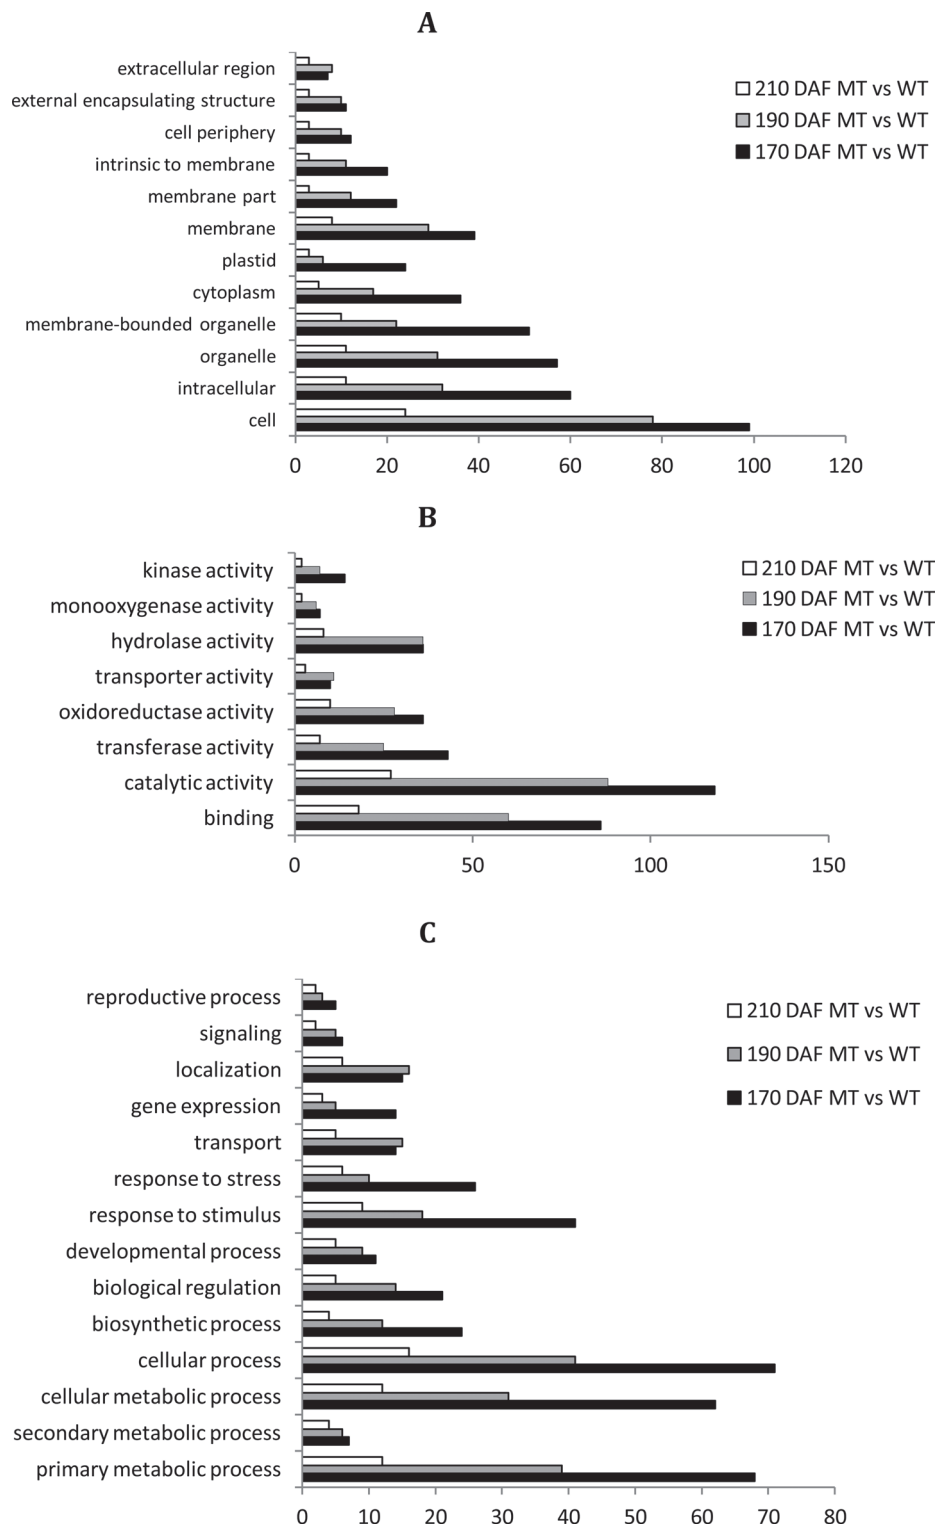 A
extracellular region
external encapsulating structure
cell periphery
intrinsic to membrane
membrane part
membrane
plastid
cytoplasm
membrane-bounded organelle
organelle
intracellular
cell
210 DAF MT vs WT
190 DAF MT vs WT
170 DAF MT vs WT
0 20 40 60 80 100 120
B
kinase activity
monooxygenase activity
hydrolase activity
transporter activity
oxidoreductase activity
transferase activity
catalytic activity
binding
210 DAF MT vs WT
190 DAF MT vs WT
170 DAF MT vs WT
0 50 100 150
C
reproductive process
signaling
localization
gene expression
transport
response to stress
response to stimulus
developmental process
biological regulation
biosynthetic process
cellular process
cellular metabolic process
secondary metabolic process
primary metabolic process
210 DAF MT vs WT
190 DAF MT vs WT
170 DAF MT vs WT
0 10 20 30 40 50 60 70 80